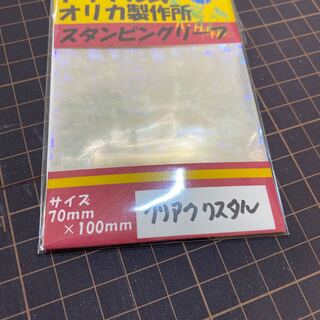 オリカ製作所
スタンピングリーフ
サイズ
70mm
×100mm
クリアクリスタル